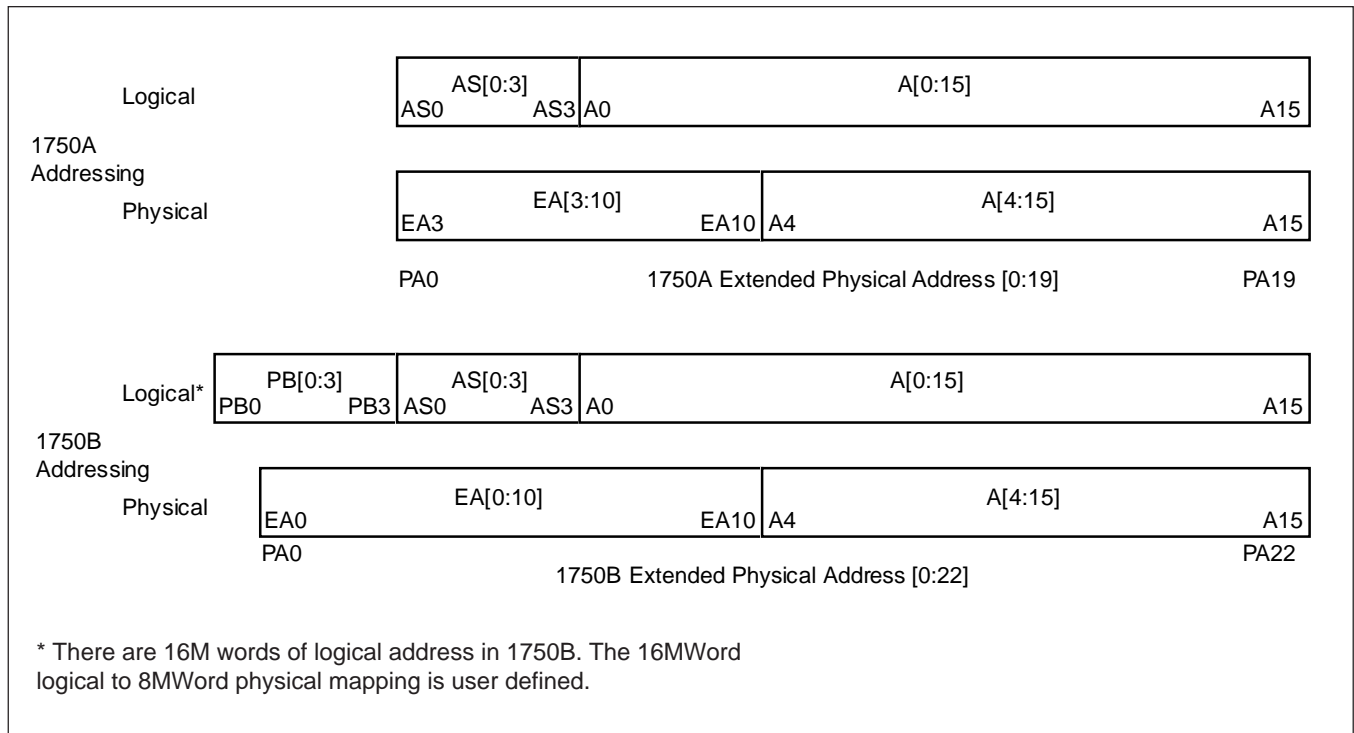 AS[0:3] A[0:15]
Logical
AS0 AS3 A0 A15
1750A
Addressing
EA[3:10] A[4:15]
Physical
EA3 EA10 A4 A15
PA0 1750A Extended Physical Address [0:19] PA19
PB[0:3] AS[0:3] A[0:15]
Logical*
PB0 PB3 AS0 AS3 A0 A15
1750B
Addressing
EA[0:10] A[4:15]
Physical
EA0 EA10 A4 A15
PA0 PA22
1750B Extended Physical Address [0:22]
* There are 16M words of logical address in 1750B. The 16MWord
logical to 8MWord physical mapping is user defined.